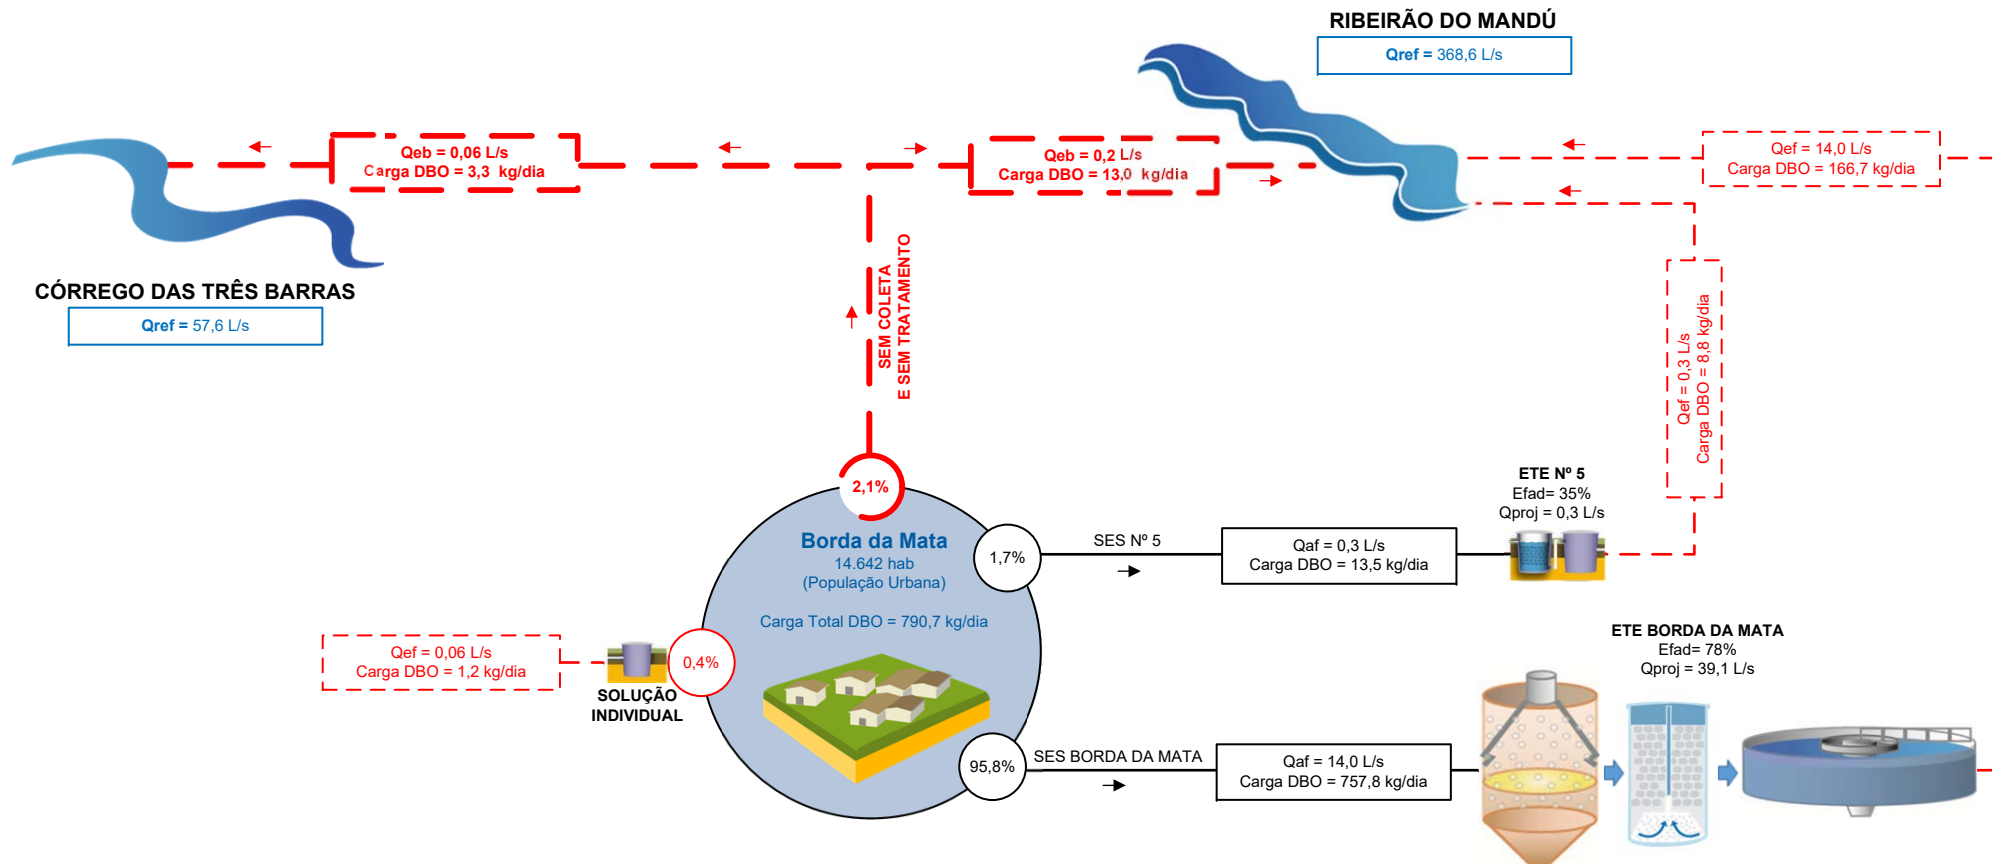 RIBEIRÃO DO MANDÚ
Qref = 368,6 L/s
Qeb = 0,06 L/s
Carga DBO = 3,3 kg/dia
Qeb = 0,2 L/s
Carga DBO = 13,0 kg/dia
Qef = 14,0 L/s
Carga DBO = 166,7 kg/dia
CÓRREGO DAS TRÊS BARRAS
Qref = 57,6 L/s
SEM COLETA
E SEM TRATAMENTO
Qef = 0,3 L/s
Carga DBO = 8,8 kg/dia
2,1%
Borda da Mata
14.642 hab
(População Urbana)
Carga Total DBO = 790,7 kg/dia
1,7%
SES Nº 5
Qaf = 0,3 L/s
Carga DBO = 13,5 kg/dia
ETE Nº 5
Efad= 35%
Qproj = 0,3 L/s
Qef = 0,06 L/s
Carga DBO = 1,2 kg/dia
SOLUÇÃO
INDIVIDUAL
0,4%
95,8%
SES BORDA DA MATA
Qaf = 14,0 L/s
Carga DBO = 757,8 kg/dia
ETE BORDA DA MATA
Efad= 78%
Qproj = 39,1 L/s